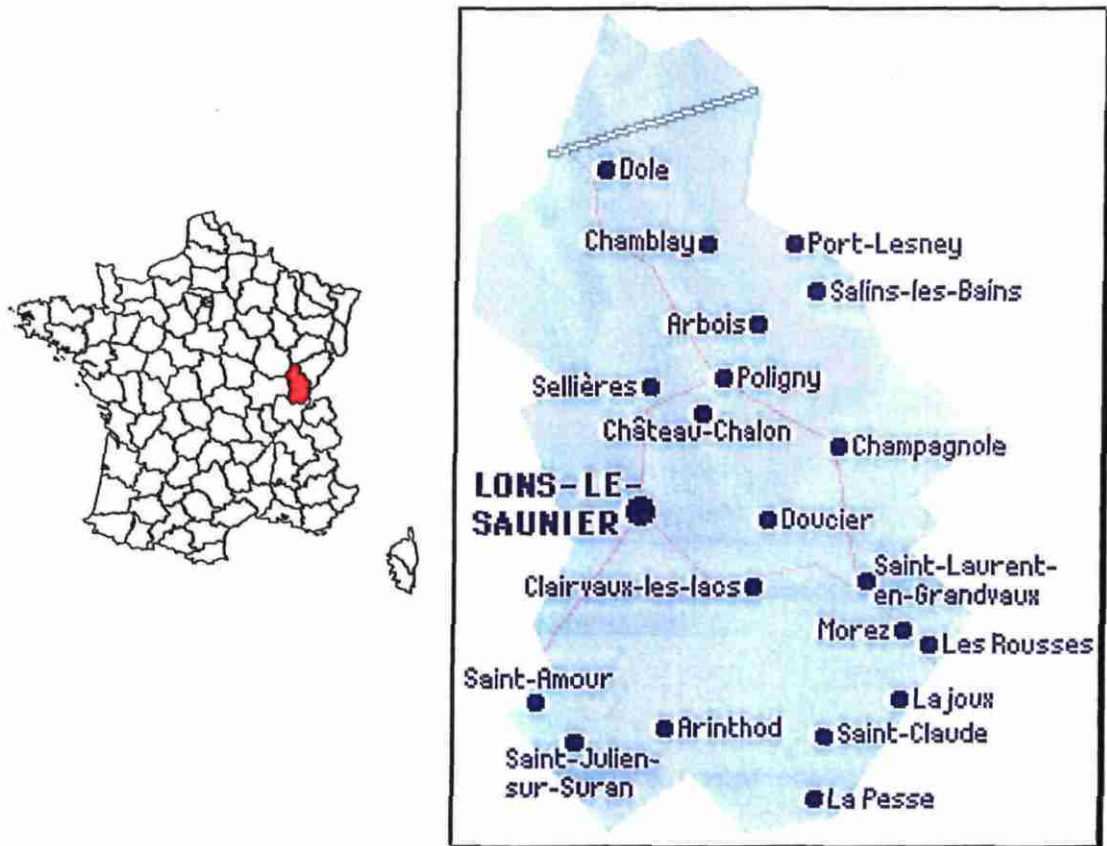 Dole
Chamblay
Port-Lesney
Salins-les-Bains
Arbois
Poligny
Sellières
Château-Chalon
Champagnole
LONS-LE-
SAUNIER
Doucier
Clairvaux-les-lacs
Saint-Laurent-
en-Grandvaux
Morez
Les Rousses
Saint-Amour
Lajoux
Arinthod
Saint-Claude
Saint-Julien-
sur-Suran
La Pesse